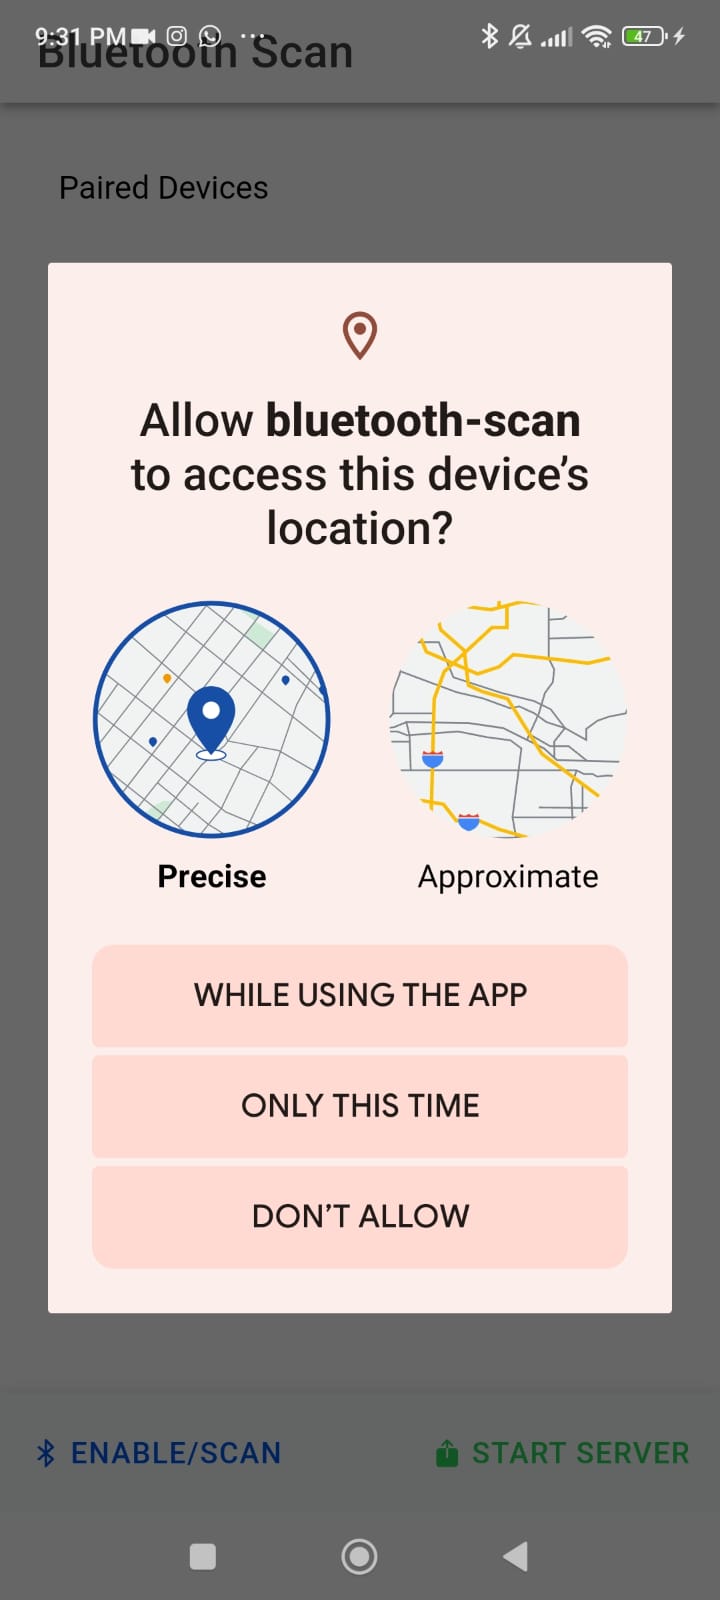 9:31 PM
47
Bluetooth Scan
Paired Devices
Allow bluetooth-scan
to access this device’s
location?
Precise
Approximate
WHILE USING THE APP
ONLY THIS TIME
DON’T ALLOW
ENABLE/SCAN
START SERVER